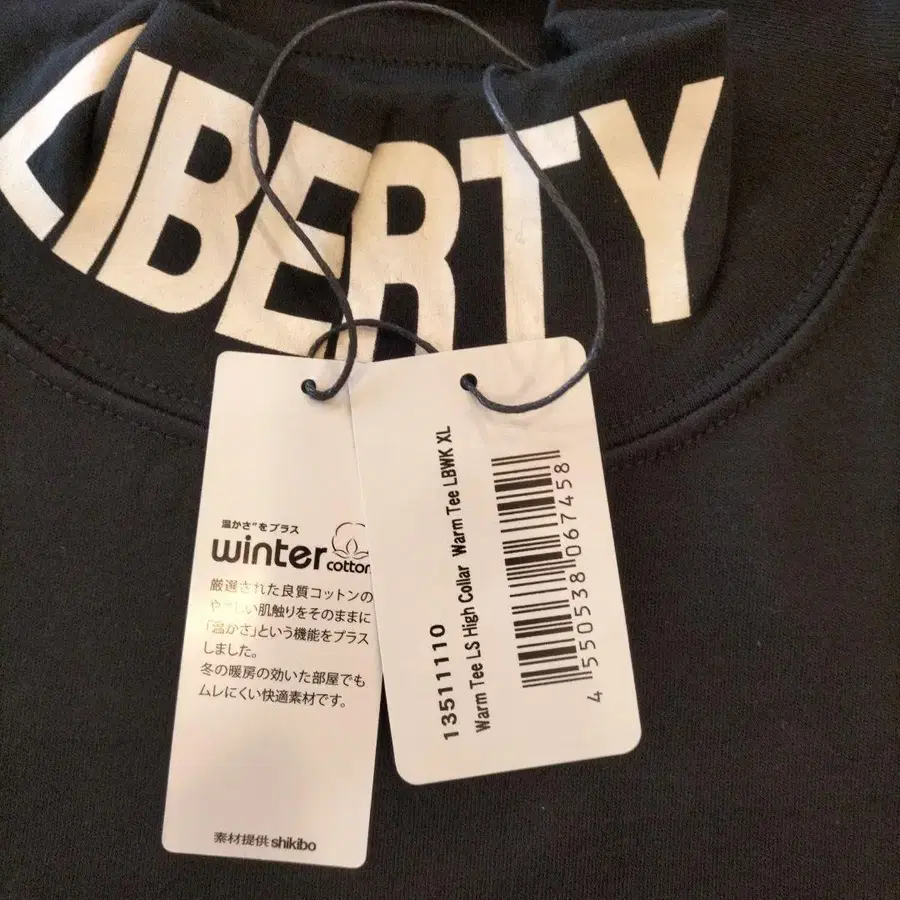 LIBERTY
温かさ"をプラス
winter
cotton
厳選された良質コットンの
やさしい肌触りをそのままに
「温かさ」という機能をプラス
しました。
冬の暖房の効いた部屋でも
ムレにくい快適素材です。
素材提供 shikibo
13511110
Warm Tee LS High Collar Warm Tee LBWK XL
4 550538 067458